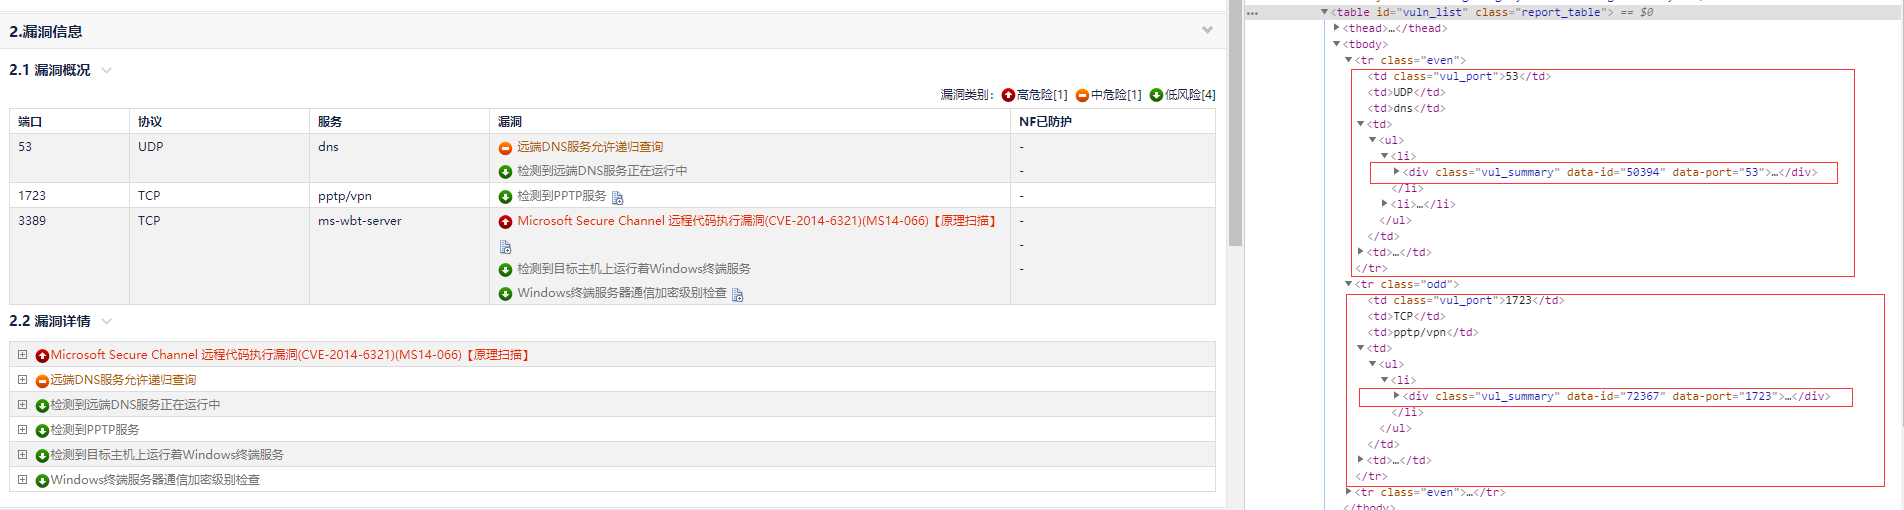 2.漏洞信息
2.1 漏洞概况
漏洞类别： 高危险[1] 中危险[1] 低风险[4]
端口 协议 服务 漏洞 NF已防护
53 UDP dns 远端DNS服务允许递归查询 -
检测到远端DNS服务正在运行中 -
1723 TCP pptp/vpn 检测到PPTP服务 -
3389 TCP ms-wbt-server Microsoft Secure Channel 远程代码执行漏洞(CVE-2014-6321)(MS14-066)【原理扫描】 -
-
检测到目标主机上运行着Windows终端服务 -
Windows终端服务器通信加密级别检查
2.2 漏洞详情
Microsoft Secure Channel 远程代码执行漏洞(CVE-2014-6321)(MS14-066)【原理扫描】
远端DNS服务允许递归查询
检测到远端DNS服务正在运行中
检测到PPTP服务
检测到目标主机上运行着Windows终端服务
Windows终端服务器通信加密级别检查
... <table id="vuln_list" class="report_table"> == $0
<thead>…</thead>
<tbody>
<tr class="even">
<td class="vul_port">53</td>
<td>UDP</td>
<td>dns</td>
<td>
<ul>
<li>
<div class="vul_summary" data-id="50394" data-port="53">…</div>
</li>
<li>…</li>
</ul>
</td>
<td>…</td>
</tr>
<tr class="odd">
<td class="vul_port">1723</td>
<td>TCP</td>
<td>pptp/vpn</td>
<td>
<ul>
<li>
<div class="vul_summary" data-id="72367" data-port="1723">…</div>
</li>
</ul>
</td>
<td>…</td>
</tr>
<tr class="even">…</tr>
</tbody>